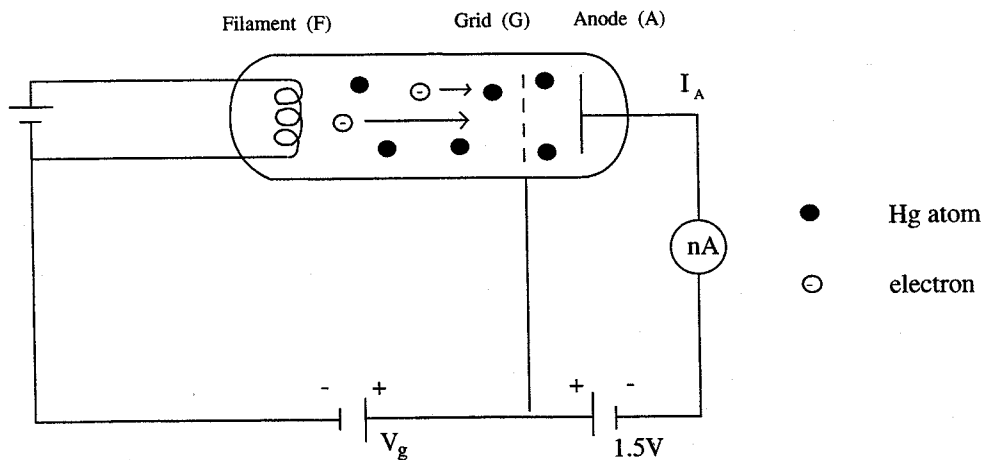 Filament (F)
Grid (G)
Anode (A)
I_A
Hg atom
nA
electron
- +
+ -
V_g
1.5V